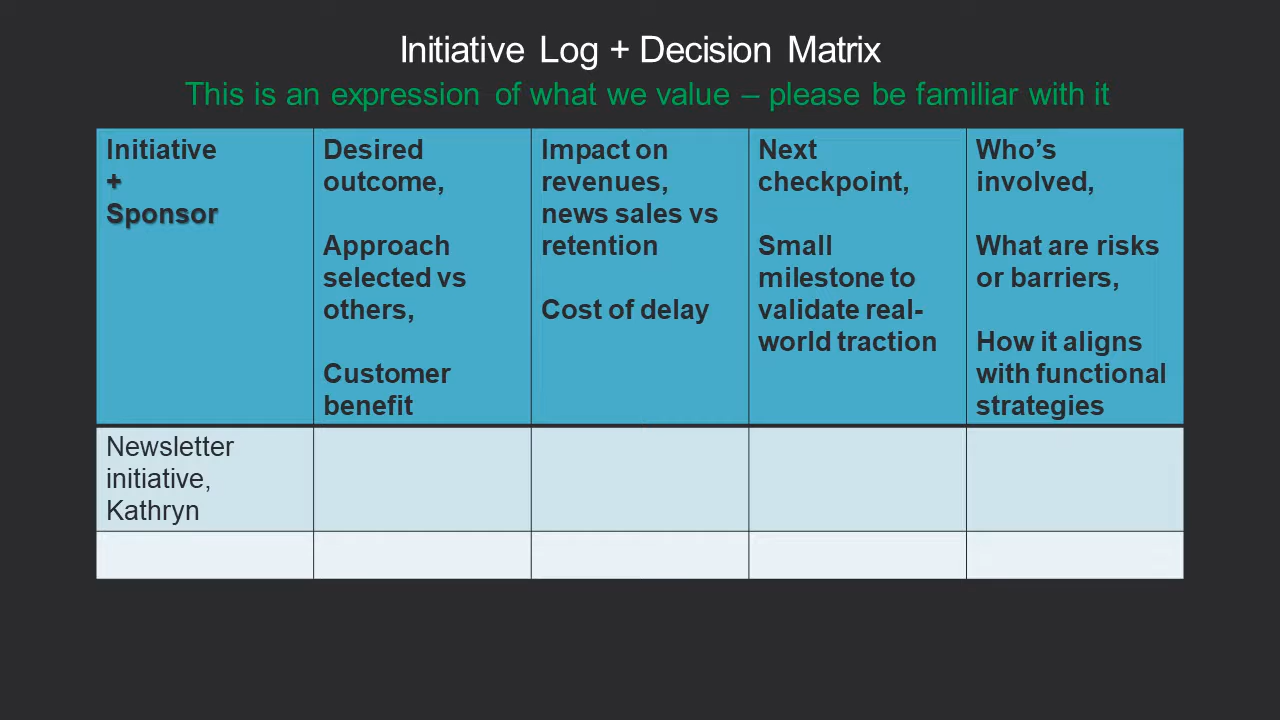 Initiative Log + Decision Matrix
This is an expression of what we value – please be familiar with it
Initiative
+
Sponsor
Desired
outcome,
Approach
selected vs
others,
Customer
benefit
Impact on
revenues,
news sales vs
retention
Cost of delay
Next
checkpoint,
Small
milestone to
validate real-
world traction
Who’s
involved,
What are risks
or barriers,
How it aligns
with functional
strategies
Newsletter
initiative,
Kathryn